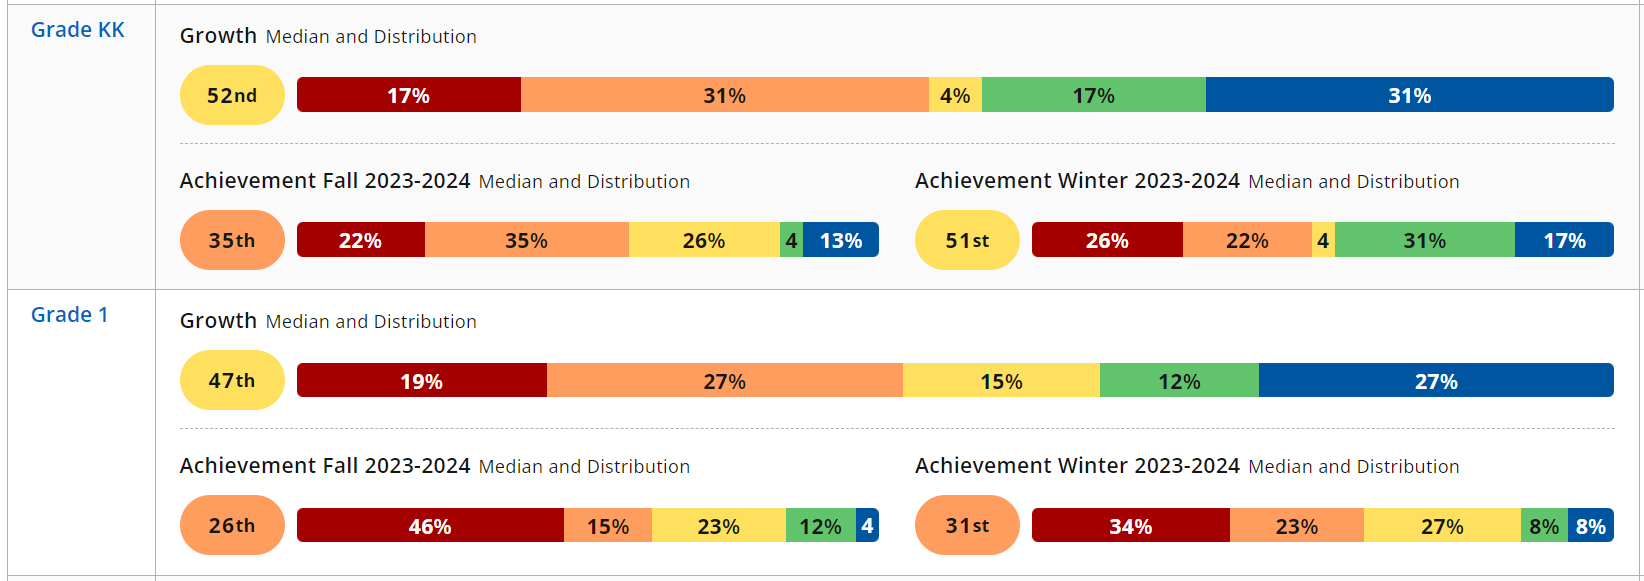 Grade KK
Growth Median and Distribution
52nd 17% 31% 4% 17% 31%
Achievement Fall 2023-2024 Median and Distribution
35th 22% 35% 26% 4 13%
Achievement Winter 2023-2024 Median and Distribution
51st 26% 22% 4 31% 17%
Grade 1
Growth Median and Distribution
47th 19% 27% 15% 12% 27%
Achievement Fall 2023-2024 Median and Distribution
26th 46% 15% 23% 12% 4
Achievement Winter 2023-2024 Median and Distribution
31st 34% 23% 27% 8% 8%